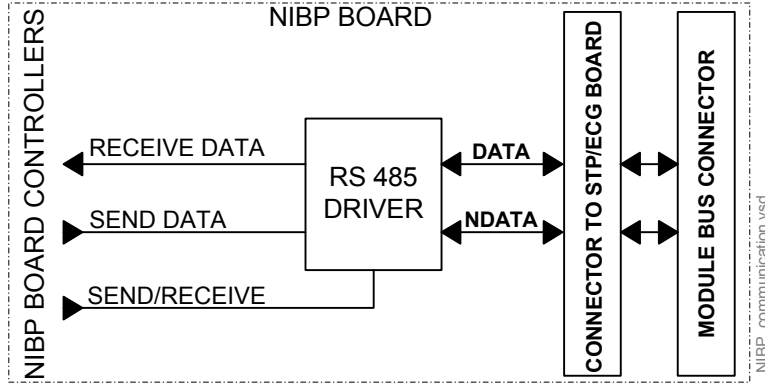 NIBP BOARD
NIBP BOARD CONTROLLERS
RECEIVE DATA
SEND DATA
SEND/RECEIVE
RS 485
DRIVER
DATA
NDATA
CONNECTOR TO STP/ECG BOARD
MODULE BUS CONNECTOR
NIBP_communication.vsd